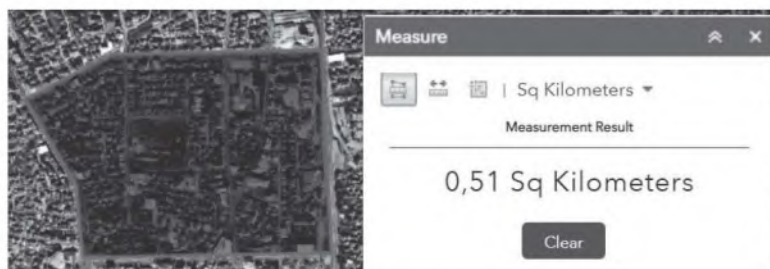 Measure
| Sq Kilometers
Measurement Result
0,51 Sq Kilometers
Clear